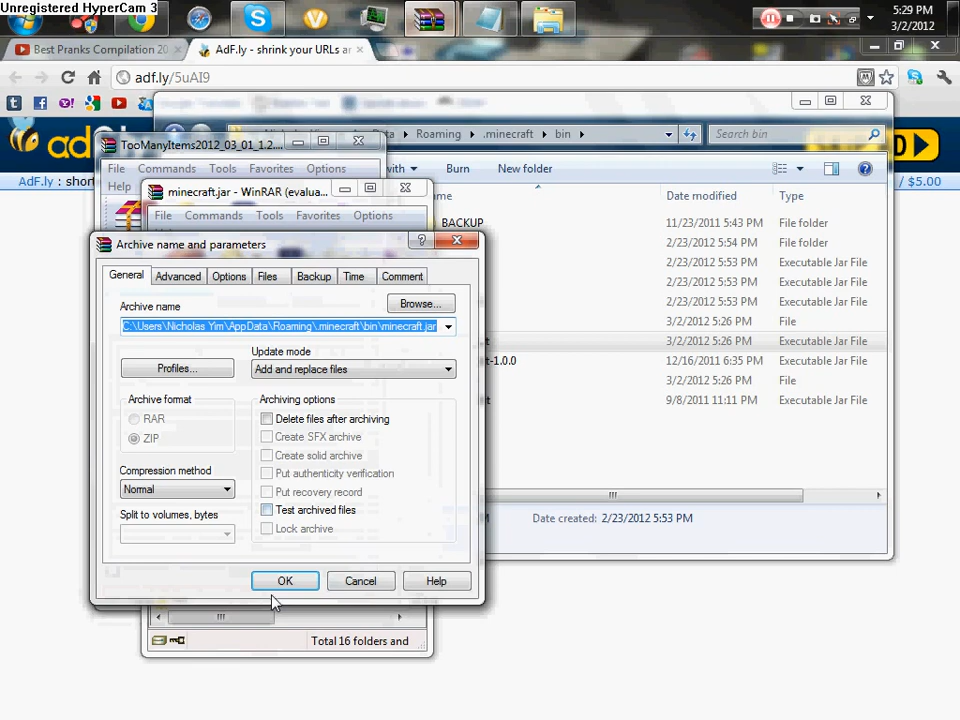 Unregistered HyperCam 3
5:29 PM
3/2/2012
Best Pranks Compilation 20
AdF.ly - shrink your URLs ar
adf.ly/5uAI9
Roaming
.minecraft
bin
Search bin
TooManyItems2012_03_01_1.2....
File Commands Tools Favorites Options
Help
Burn
New folder
AdF.ly : short
/ $5.00
minecraft.jar - WinRAR (evalua...
File Commands Tools Favorites Options
Date modified
Type
BACKUP
11/23/2011 5:43 PM
File folder
2/23/2012 5:54 PM
File folder
2/23/2012 5:53 PM
Executable Jar File
2/23/2012 5:53 PM
Executable Jar File
2/23/2012 5:53 PM
Executable Jar File
3/2/2012 5:26 PM
File
3/2/2012 5:26 PM
Executable Jar File
t-1.0.0
12/16/2011 6:35 PM
Executable Jar File
3/2/2012 5:26 PM
File
9/8/2011 11:11 PM
Executable Jar File
Date created: 2/23/2012 5:53 PM
Archive name and parameters
General Advanced Options Files Backup Time Comment
Archive name
Browse...
C:\Users\Nicholas Yim\AppData\Roaming\.minecraft\bin\minecraft.jar
Profiles...
Update mode
Add and replace files
Archive format
RAR
ZIP
Compression method
Normal
Split to volumes, bytes
Archiving options
Delete files after archiving
Create SFX archive
Create solid archive
Put authenticity verification
Put recovery record
Test archived files
Lock archive
OK
Cancel
Help
Total 16 folders and